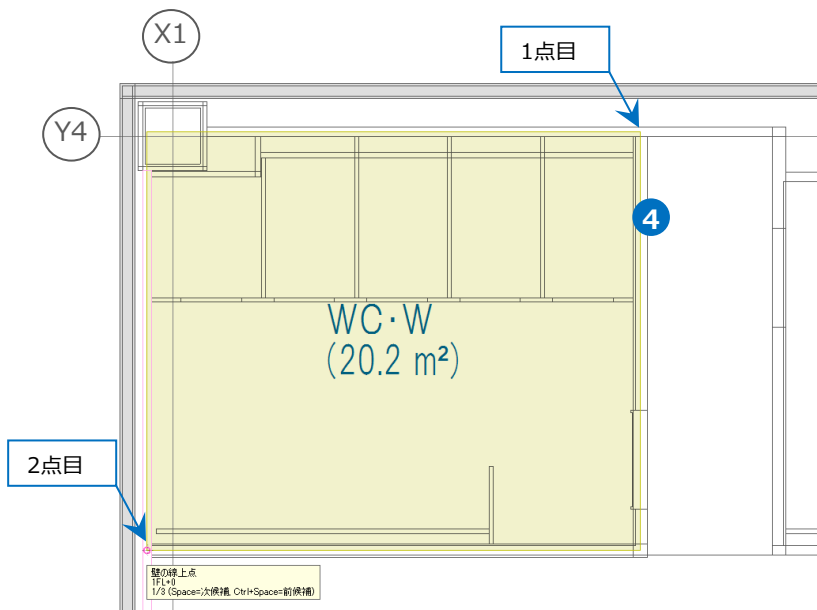 X1
1点目
Y4
4
WC・W
(20.2 m²)
2点目
壁の線上点
1FL+0
1/3 (Space=次候補, Ctrl+Space=前候補)